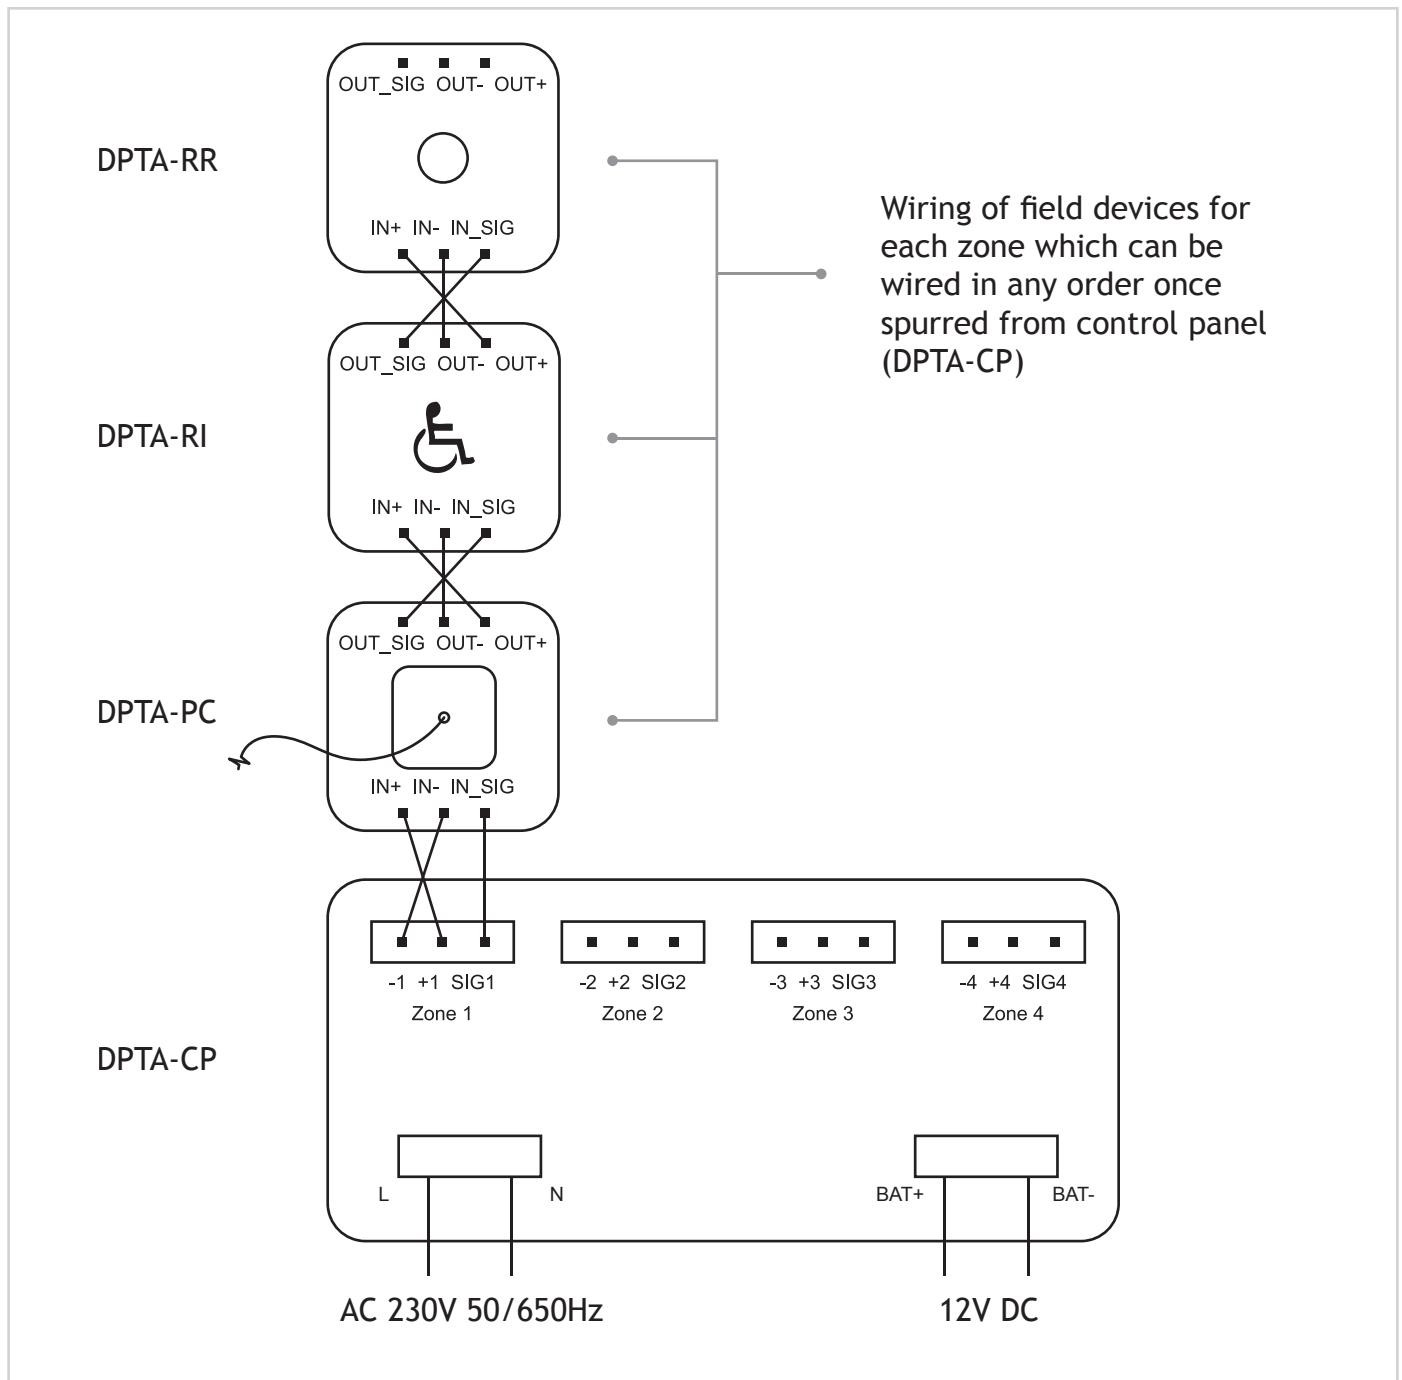 OUT_SIG OUT- OUT+
DPTA-RR
IN+ IN- IN_SIG
Wiring of field devices for
each zone which can be
wired in any order once
spurred from control panel
(DPTA-CP)
OUT_SIG OUT- OUT+
DPTA-RI
IN+ IN- IN_SIG
OUT_SIG OUT- OUT+
DPTA-PC
IN+ IN- IN_SIG
-1 +1 SIG1
Zone 1
-2 +2 SIG2
Zone 2
-3 +3 SIG3
Zone 3
-4 +4 SIG4
Zone 4
DPTA-CP
L
N
BAT+
BAT-
AC 230V 50/650Hz
12V DC